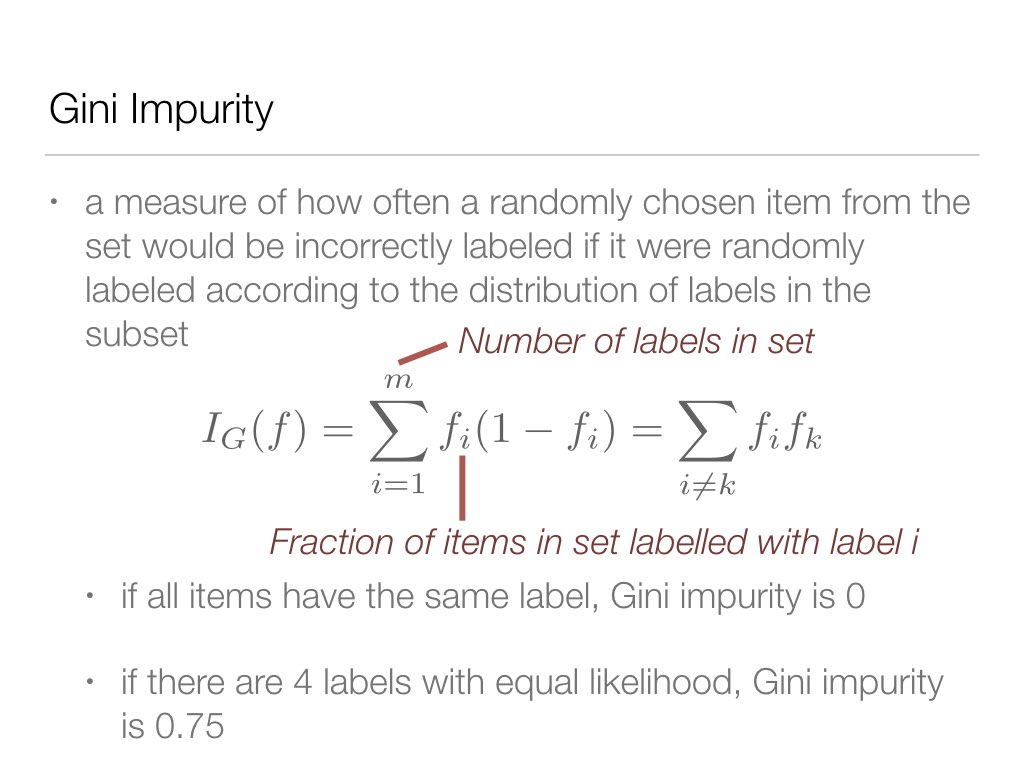 Gini Impurity
• a measure of how often a randomly chosen item from the
set would be incorrectly labeled if it were randomly
labeled according to the distribution of labels in the
subset
Number of labels in set
I_G(f) = \sum_{i=1}^{m} f_i(1 − f_i) = \sum_{i≠k} f_i f_k
Fraction of items in set labelled with label i
• if all items have the same label, Gini impurity is 0
• if there are 4 labels with equal likelihood, Gini impurity
is 0.75